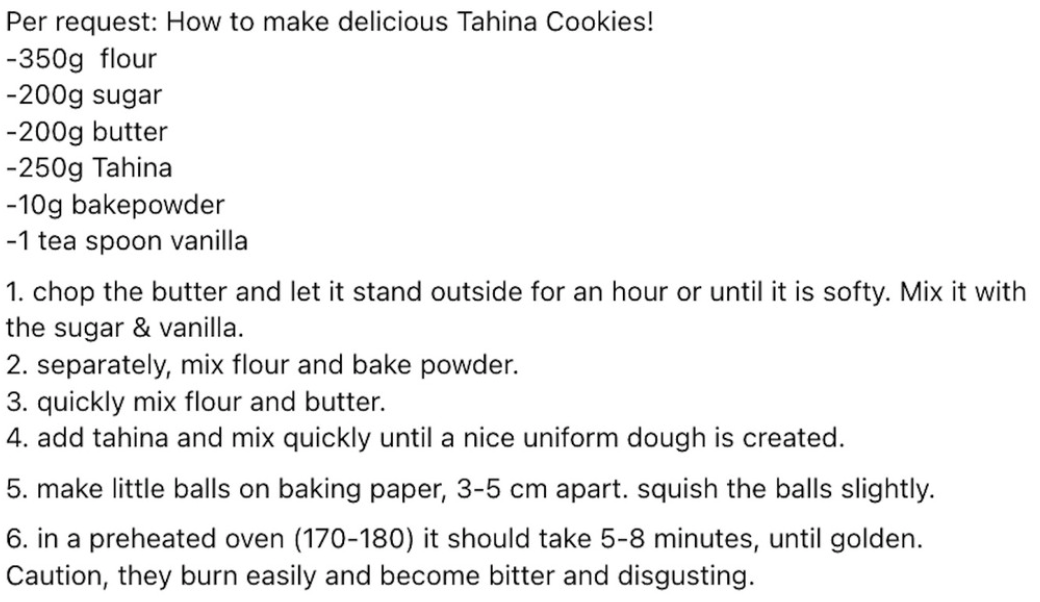 Per request: How to make delicious Tahina Cookies!
-350g  flour
-200g sugar
-200g butter
-250g Tahina
-10g bakepowder
-1 tea spoon vanilla
1. chop the butter and let it stand outside for an hour or until it is softy. Mix it with
the sugar & vanilla.
2. separately, mix flour and bake powder.
3. quickly mix flour and butter.
4. add tahina and mix quickly until a nice uniform dough is created.
5. make little balls on baking paper, 3-5 cm apart. squish the balls slightly.
6. in a preheated oven (170-180) it should take 5-8 minutes, until golden.
Caution, they burn easily and become bitter and disgusting.